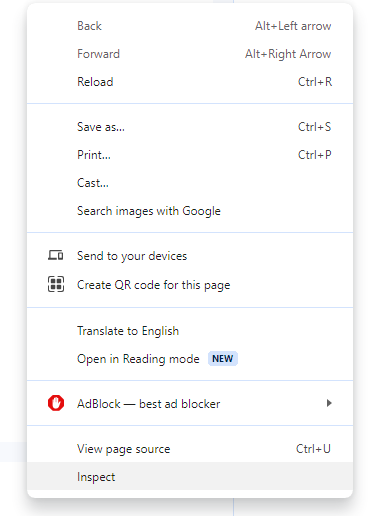 Back Alt+Left arrow
Forward Alt+Right Arrow
Reload Ctrl+R
Save as... Ctrl+S
Print... Ctrl+P
Cast...
Search images with Google
Send to your devices
Create QR code for this page
Translate to English
Open in Reading mode NEW
AdBlock — best ad blocker
View page source Ctrl+U
Inspect